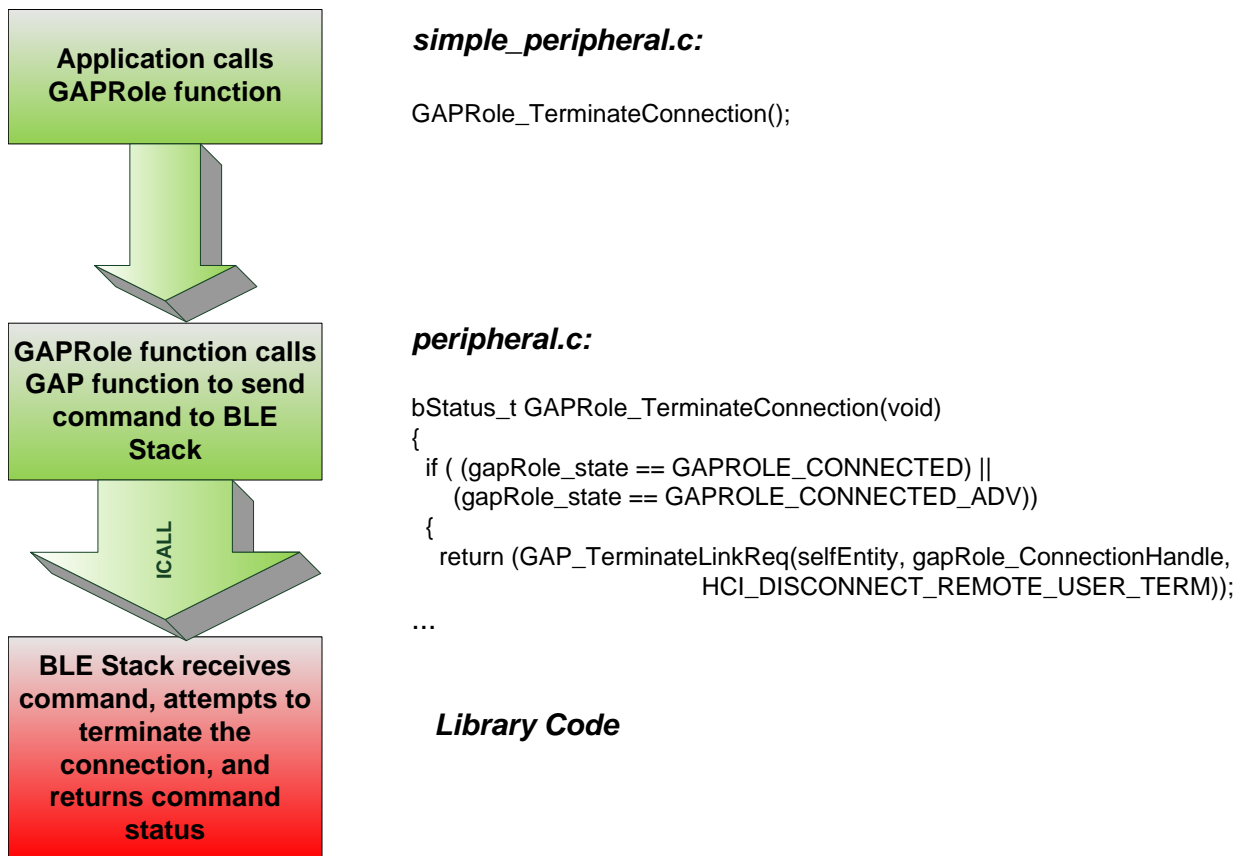 Application calls
GAPRole function
simple_peripheral.c:
GAPRole_TerminateConnection();
GAPRole function calls
GAP function to send
command to BLE
Stack
peripheral.c:
bStatus_t GAPRole_TerminateConnection(void)
{
if ( (gapRole_state == GAPROLE_CONNECTED) ||
(gapRole_state == GAPROLE_CONNECTED_ADV))
{
return (GAP_TerminateLinkReq(selfEntity, gapRole_ConnectionHandle,
HCI_DISCONNECT_REMOTE_USER_TERM));
...
ICALL
BLE Stack receives
command, attempts to
terminate the
connection, and
returns command
status
Library Code